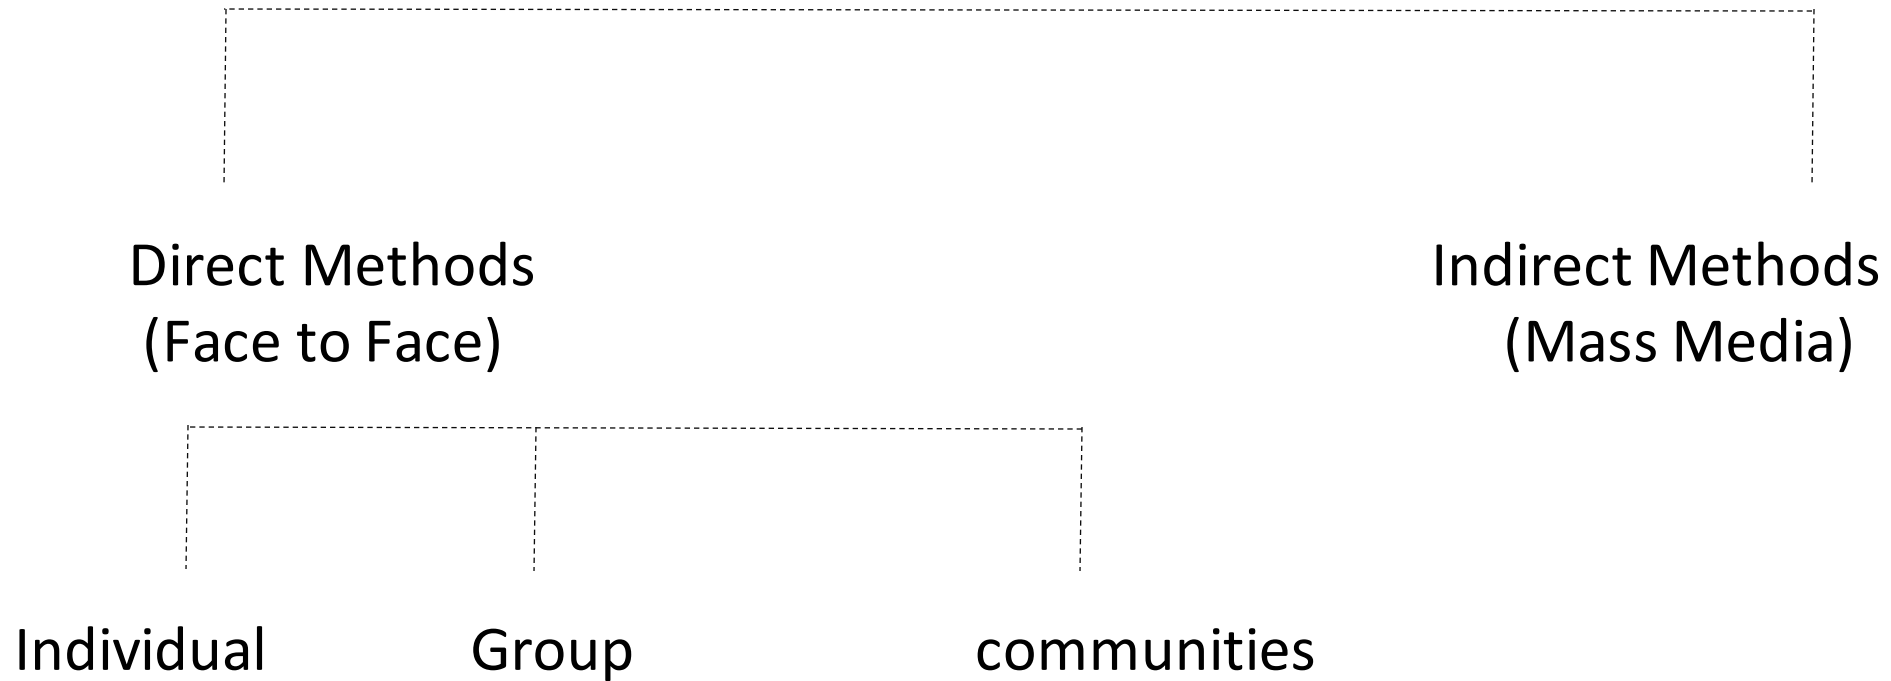 Direct Methods
(Face to Face)
Indirect Methods
(Mass Media)
Individual
Group
communities